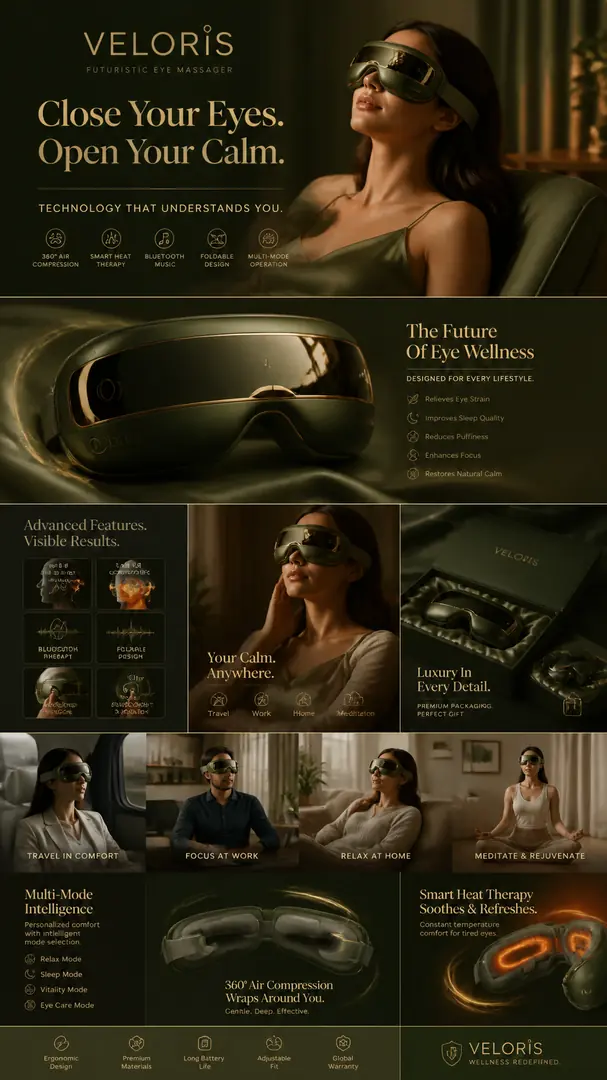 VELORIS
FUTURISTIC EYE MASSAGER
Close Your Eyes.
Open Your Calm.
TECHNOLOGY THAT UNDERSTANDS YOU.
360° AIR
COMPRESSION
SMART HEAT
THERAPY
BLUETOOTH
MUSIC
FOLDABLE
DESIGN
MULTI-MODE
OPERATION
The Future
Of Eye Wellness
DESIGNED FOR EVERY LIFESTYLE.
Relieves Eye Strain
Improves Sleep Quality
Reduces Puffiness
Enhances Focus
Restores Natural Calm
Advanced Features.
Visible Results.
DESIGN
Your Calm.
Anywhere.
Travel
Work
Home
Meditation
VELORIS
Luxury In
Every Detail.
PREMIUM PACKAGING.
PERFECT GIFT
TRAVEL IN COMFORT
FOCUS AT WORK
RELAX AT HOME
MEDITATE & REJUVENATE
Multi-Mode
Intelligence
Personalized comfort
with intelligent
mode selection.
Relax Mode
Sleep Mode
Vitality Mode
Eye Care Mode
360° Air Compression
Wraps Around You.
Gentle. Deep. Effective.
Smart Heat Therapy
Soothes & Refreshes.
Constant temperature
comfort for tired eyes.
Ergonomic
Design
Premium
Materials
Long Battery
Life
Adjustable
Fit
Global
Warranty
VELORIS
WELLNESS REDEFINED.